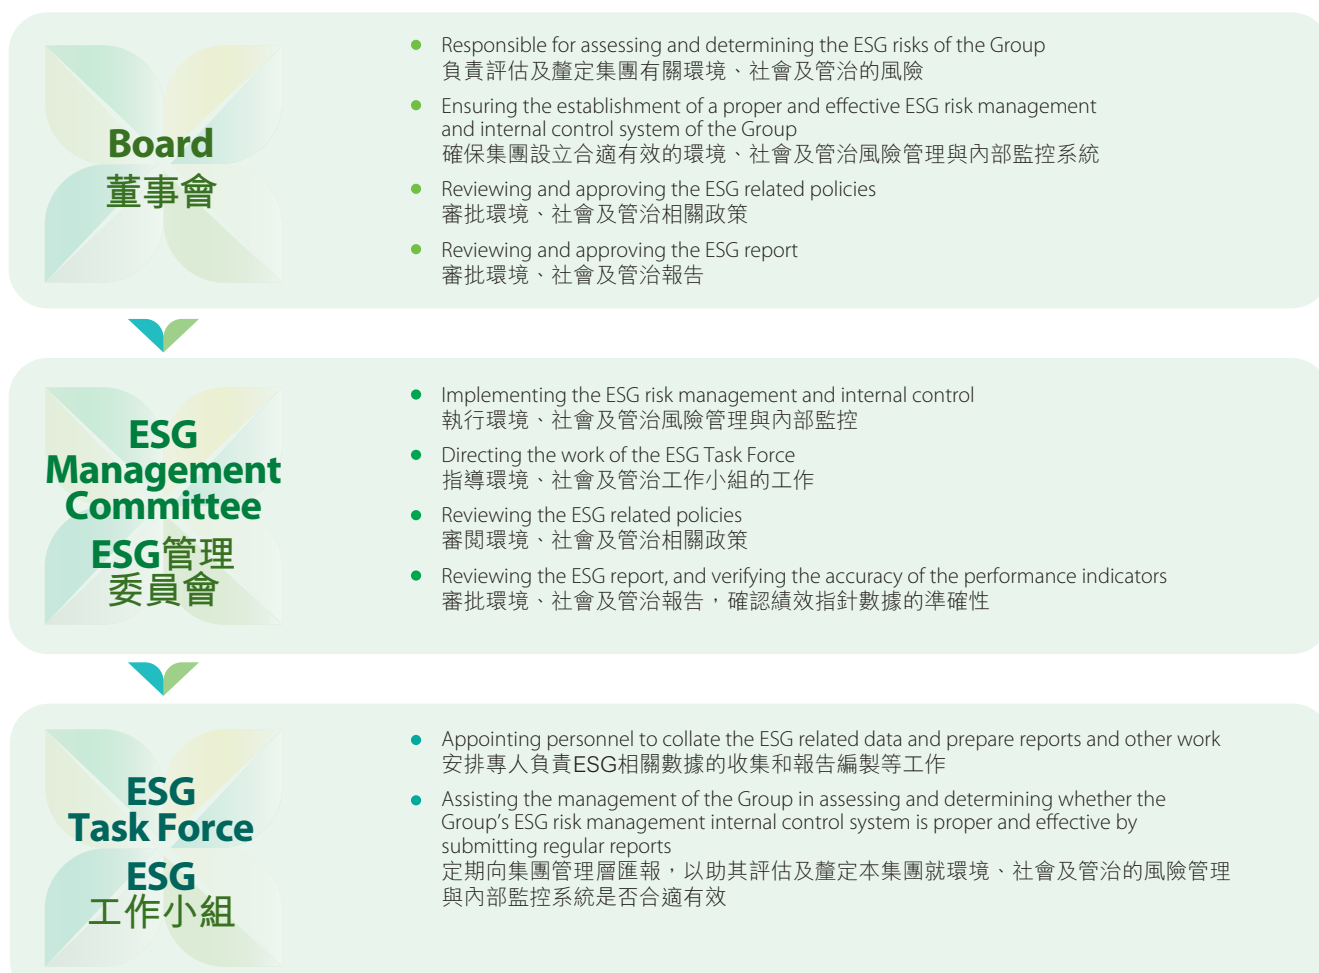 Board
董事會
Responsible for assessing and determining the ESG risks of the Group
負責評估及釐定集團有關環境、社會及管治的風險
Ensuring the establishment of a proper and effective ESG risk management
and internal control system of the Group
確保集團設立合適有效的環境、社會及管治風險管理與內部監控系統
Reviewing and approving the ESG related policies
審批環境、社會及管治相關政策
Reviewing and approving the ESG report
審批環境、社會及管治報告
ESG
Management
Committee
ESG管理
委員會
Implementing the ESG risk management and internal control
執行環境、社會及管治風險管理與內部監控
Directing the work of the ESG Task Force
指導環境、社會及管治工作小組的工作
Reviewing the ESG related policies
審閱環境、社會及管治相關政策
Reviewing the ESG report, and verifying the accuracy of the performance indicators
審批環境、社會及管治報告，確認績效指針數據的準確性
ESG
Task Force
ESG
工作小組
Appointing personnel to collate the ESG related data and prepare reports and other work
安排專人負責ESG相關數據的收集和報告編製等工作
Assisting the management of the Group in assessing and determining whether the
Group’s ESG risk management internal control system is proper and effective by
submitting regular reports
定期向集團管理層匯報，以助其評估及釐定本集團就環境、社會及管治的風險管理
與內部監控系統是否合適有效